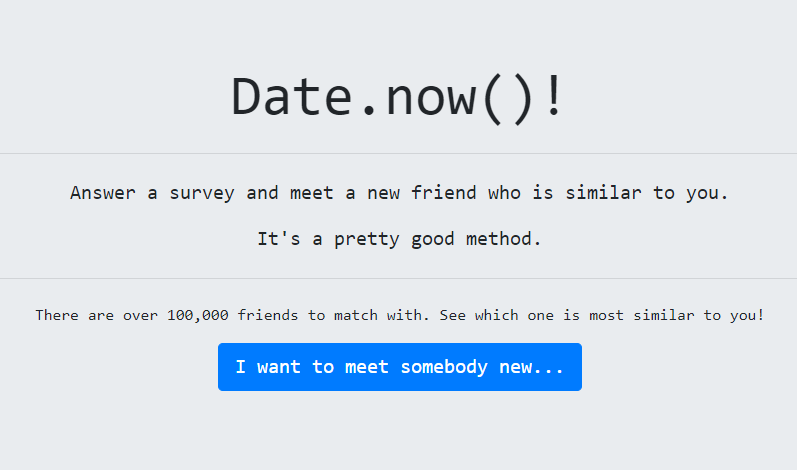 Date.now()!
Answer a survey and meet a new friend who is similar to you.
It's a pretty good method.
There are over 100,000 friends to match with. See which one is most similar to you!
I want to meet somebody new...